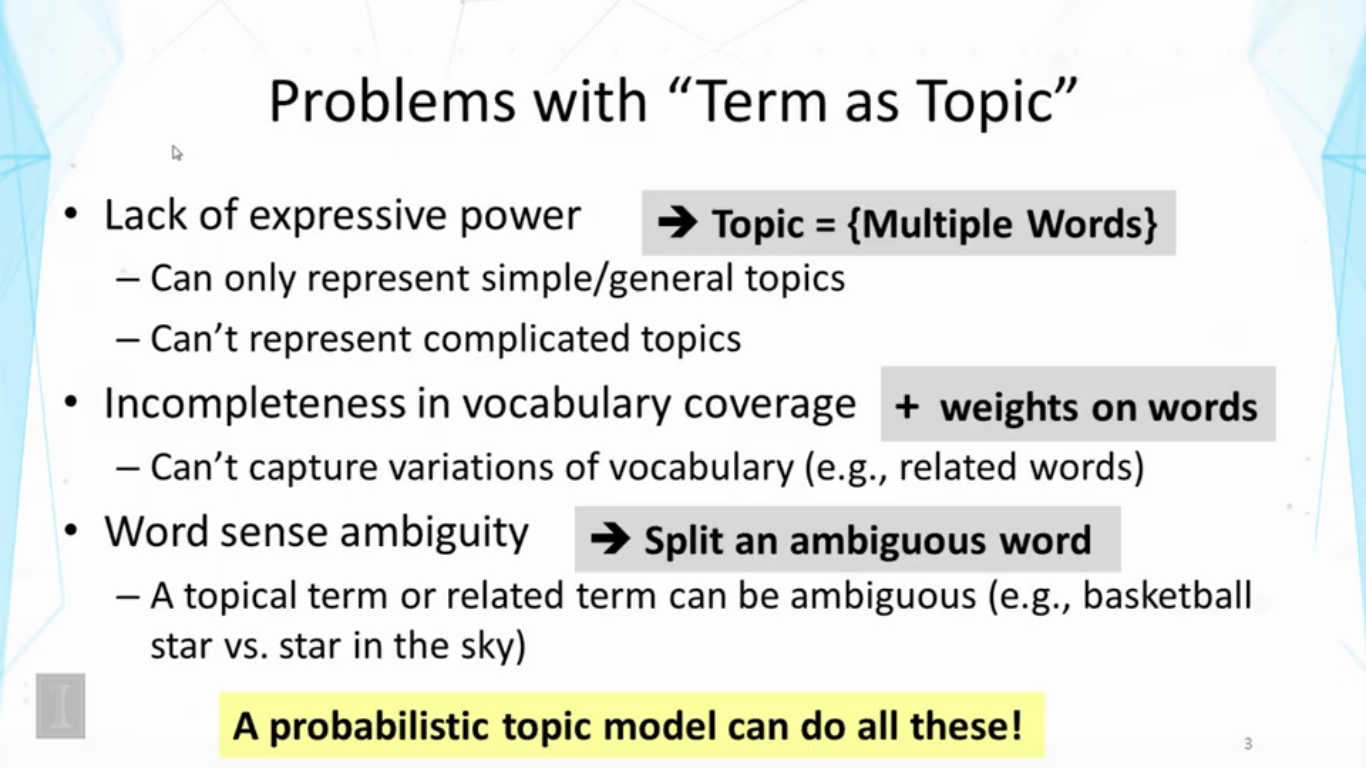 Problems with “Term as Topic”
• Lack of expressive power
➔ Topic = {Multiple Words}
– Can only represent simple/general topics
– Can’t represent complicated topics
• Incompleteness in vocabulary coverage
+ weights on words
– Can’t capture variations of vocabulary (e.g., related words)
• Word sense ambiguity
➔ Split an ambiguous word
– A topical term or related term can be ambiguous (e.g., basketball
star vs. star in the sky)
I
A probabilistic topic model can do all these!
3